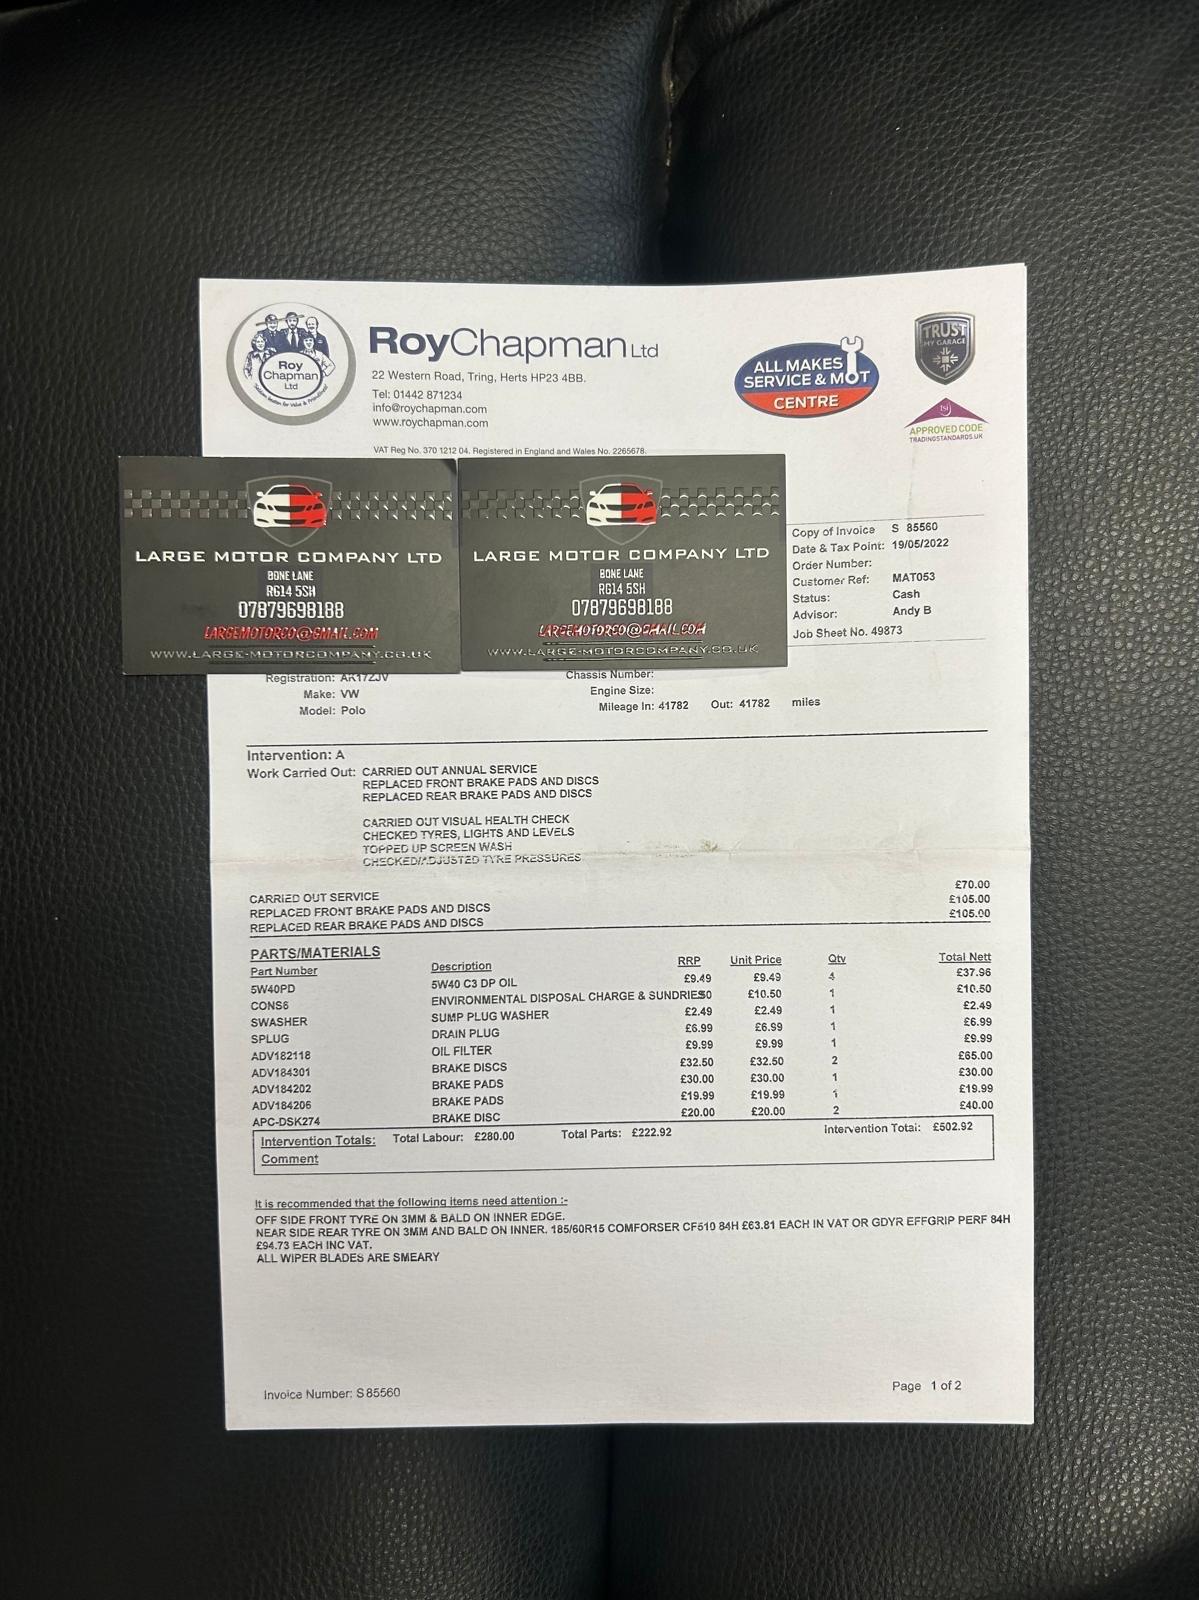 Roy
Chapman
Ltd
RoyChapman Ltd
22 Western Road, Tring, Herts HP23 4BB.
Tel: 01442 871234
info@roychapman.com
www.roychapman.com
VAT Reg No. 370 1212 04. Registered in England and Wales No. 2265678.
ALL MAKES
SERVICE & MOT
CENTRE
TRUST
MY GARAGE
tsi
APPROVED CODE
TRADINGSTANDARDS.UK
LARGE MOTOR COMPANY LTD
BONE LANE
RG14 5SH
07879698188
LARGEMOTORCO@GMAIL.COM
WWW.LARGE-MOTORCOMPANY.CO.UK
LARGE MOTOR COMPANY LTD
BONE LANE
RG14 5SH
07879698188
LARGEMOTORCO@GMAIL.COM
WWW.LARGE-MOTORCOMPANY.CO.UK
Copy of Invoice S 85560
Date & Tax Point: 19/05/2022
Order Number:
Customer Ref: MAT053
Status: Cash
Advisor: Andy B
Job Sheet No. 49873
Registration: AK17ZJV
Make: VW
Model: Polo
Chassis Number:
Engine Size:
Mileage In: 41782 Out: 41782 miles
Intervention: A
Work Carried Out: CARRIED OUT ANNUAL SERVICE
REPLACED FRONT BRAKE PADS AND DISCS
REPLACED REAR BRAKE PADS AND DISCS
CARRIED OUT VISUAL HEALTH CHECK
CHECKED TYRES, LIGHTS AND LEVELS
TOPPED UP SCREEN WASH
CHECKED/ADJUSTED TYRE PRESSURES
CARRIED OUT SERVICE £70.00
REPLACED FRONT BRAKE PADS AND DISCS £105.00
REPLACED REAR BRAKE PADS AND DISCS £105.00
PARTS/MATERIALS
Part Number Description RRP Unit Price Qty Total Nett
5W40PD 5W40 C3 DP OIL £9.49 £9.49 4 £37.96
CONS6 ENVIRONMENTAL DISPOSAL CHARGE & SUNDRIES50 £10.50 1 £10.50
SWASHER SUMP PLUG WASHER £2.49 £2.49 1 £2.49
SPLUG DRAIN PLUG £6.99 £6.99 1 £6.99
ADV182118 OIL FILTER £9.99 £9.99 1 £9.99
ADV184301 BRAKE DISCS £32.50 £32.50 2 £65.00
ADV184202 BRAKE PADS £30.00 £30.00 1 £30.00
ADV184206 BRAKE PADS £19.99 £19.99 1 £19.99
APC-DSK274 BRAKE DISC £20.00 £20.00 2 £40.00
Intervention Totals: Total Labour: £280.00 Total Parts: £222.92 Intervention Total: £502.92
Comment
It is recommended that the following items need attention :-
OFF SIDE FRONT TYRE ON 3MM & BALD ON INNER EDGE.
NEAR SIDE REAR TYRE ON 3MM AND BALD ON INNER. 185/60R15 COMFORSER CF510 84H £63.81 EACH IN VAT OR GDYR EFFGRIP PERF 84H
£94.73 EACH INC VAT.
ALL WIPER BLADES ARE SMEARY
Invoice Number: S 85560
Page 1 of 2